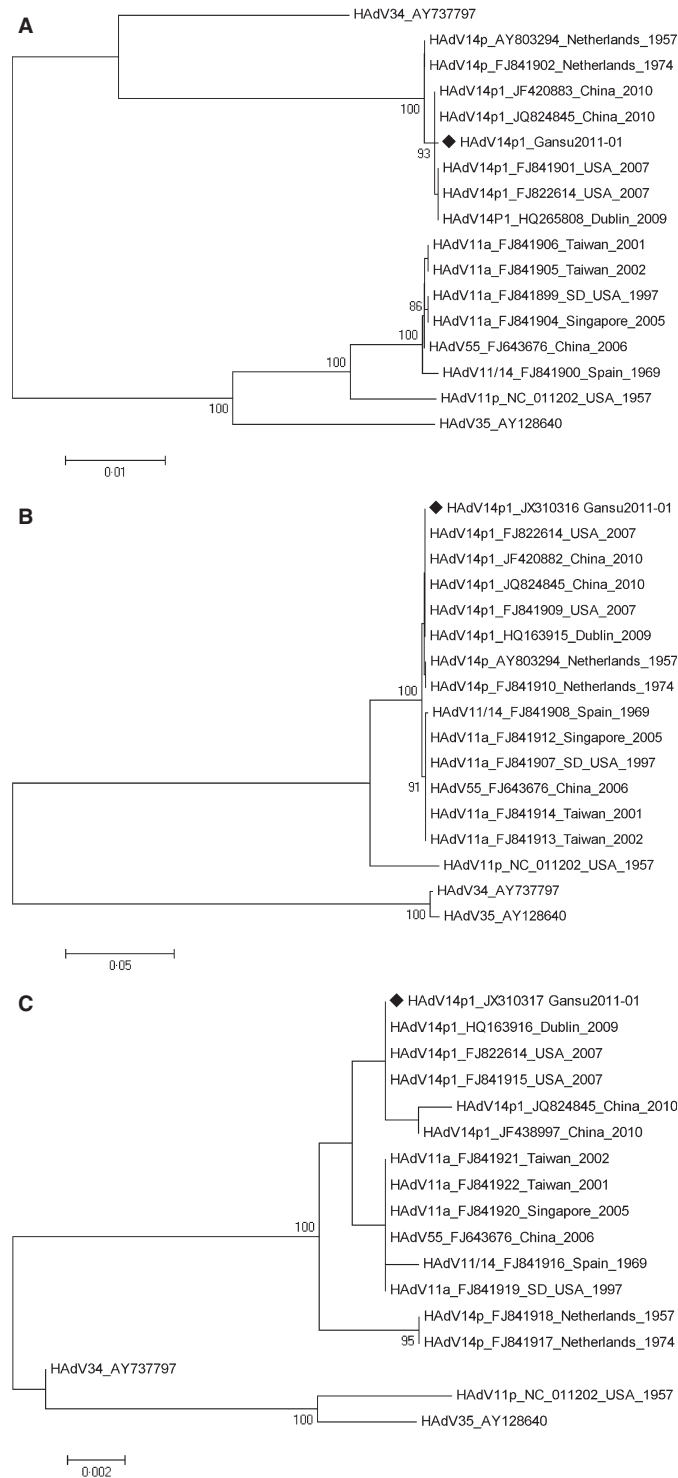 A
HAdV34_AY737797
HAdV14p_AY803294_Netherlands_1957
HAdV14p_FJ841902_Netherlands_1974
HAdV14p1_JF420883_China_2010
100
HAdV14p1_JQ824845_China_2010
HAdV14p1_Gansu2011-01
93
HAdV14p1_FJ841901_USA_2007
HAdV14p1_FJ822614_USA_2007
HAdV14P1_HQ265808_Dublin_2009
HAdV11a_FJ841906_Taiwan_2001
HAdV11a_FJ841905_Taiwan_2002
HAdV11a_FJ841899_SD_USA_1997
86
HAdV11a_FJ841904_Singapore_2005
100
HAdV55_FJ643676_China_2006
100
HAdV11/14_FJ841900_Spain_1969
HAdV11p_NC_011202_USA_1957
100
HAdV35_AY128640
0·01
B
HAdV14p1_JX310316 Gansu2011-01
HAdV14p1_FJ822614_USA_2007
HAdV14p1_JF420882_China_2010
HAdV14p1_JQ824845_China_2010
HAdV14p1_FJ841909_USA_2007
HAdV14p1_HQ163915_Dublin_2009
HAdV14p_AY803294_Netherlands_1957
HAdV14p_FJ841910_Netherlands_1974
100
HAdV11/14_FJ841908_Spain_1969
HAdV11a_FJ841912_Singapore_2005
HAdV11a_FJ841907_SD_USA_1997
91
HAdV55_FJ643676_China_2006
HAdV11a_FJ841914_Taiwan_2001
HAdV11a_FJ841913_Taiwan_2002
HAdV11p_NC_011202_USA_1957
HAdV34_AY737797
100
HAdV35_AY128640
0·05
C
HAdV14p1_JX310317 Gansu2011-01
HAdV14p1_HQ163916_Dublin_2009
HAdV14p1_FJ822614_USA_2007
HAdV14p1_FJ841915_USA_2007
HAdV14p1_JQ824845_China_2010
HAdV14p1_JF438997_China_2010
HAdV11a_FJ841921_Taiwan_2002
HAdV11a_FJ841922_Taiwan_2001
HAdV11a_FJ841920_Singapore_2005
100
HAdV55_FJ643676_China_2006
HAdV11/14_FJ841916_Spain_1969
HAdV11a_FJ841919_SD_USA_1997
HAdV14p_FJ841918_Netherlands_1957
95
HAdV14p_FJ841917_Netherlands_1974
HAdV34_AY737797
HAdV11p_NC_011202_USA_1957
100
HAdV35_AY128640
0·002